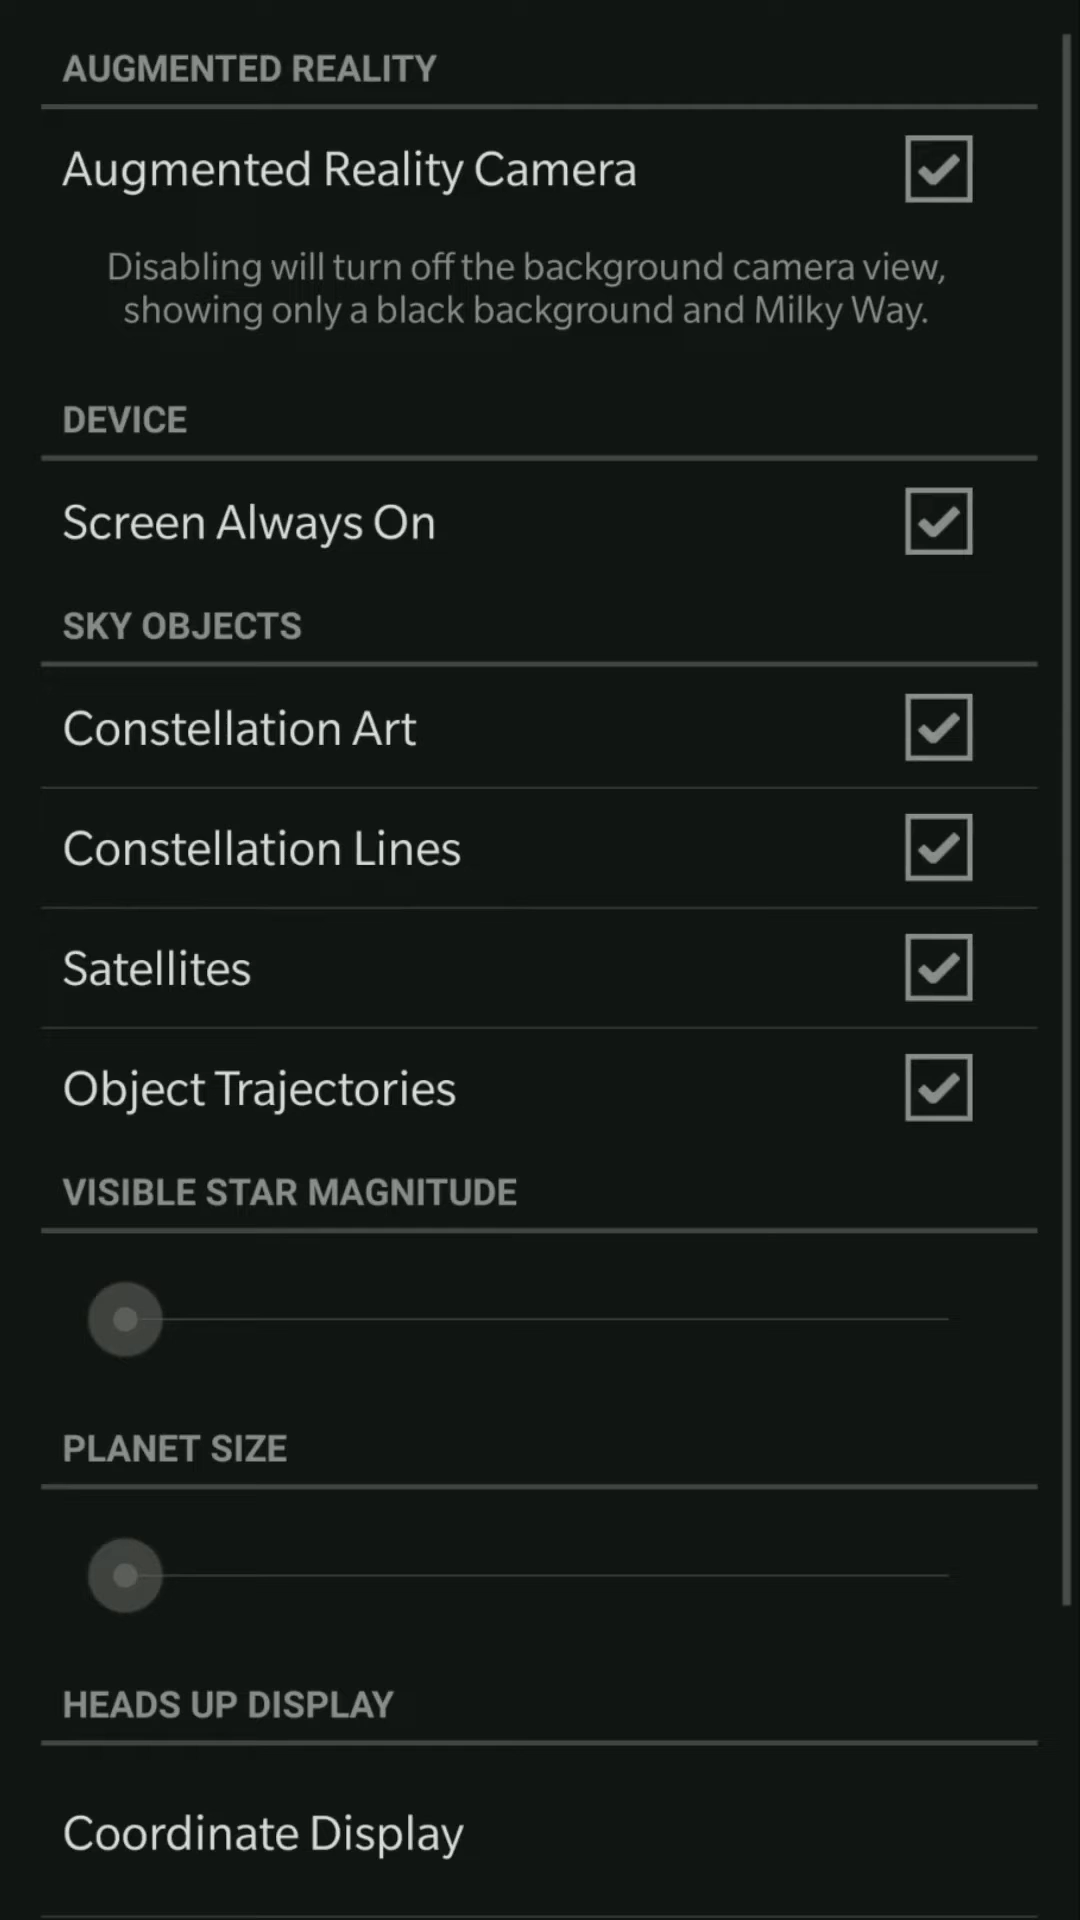 AUGMENTED REALITY
Augmented Reality Camera
Disabling will turn off the background camera view,
showing only a black background and Milky Way.
DEVICE
Screen Always On
SKY OBJECTS
Constellation Art
Constellation Lines
Satellites
Object Trajectories
VISIBLE STAR MAGNITUDE
PLANET SIZE
HEADS UP DISPLAY
Coordinate Display